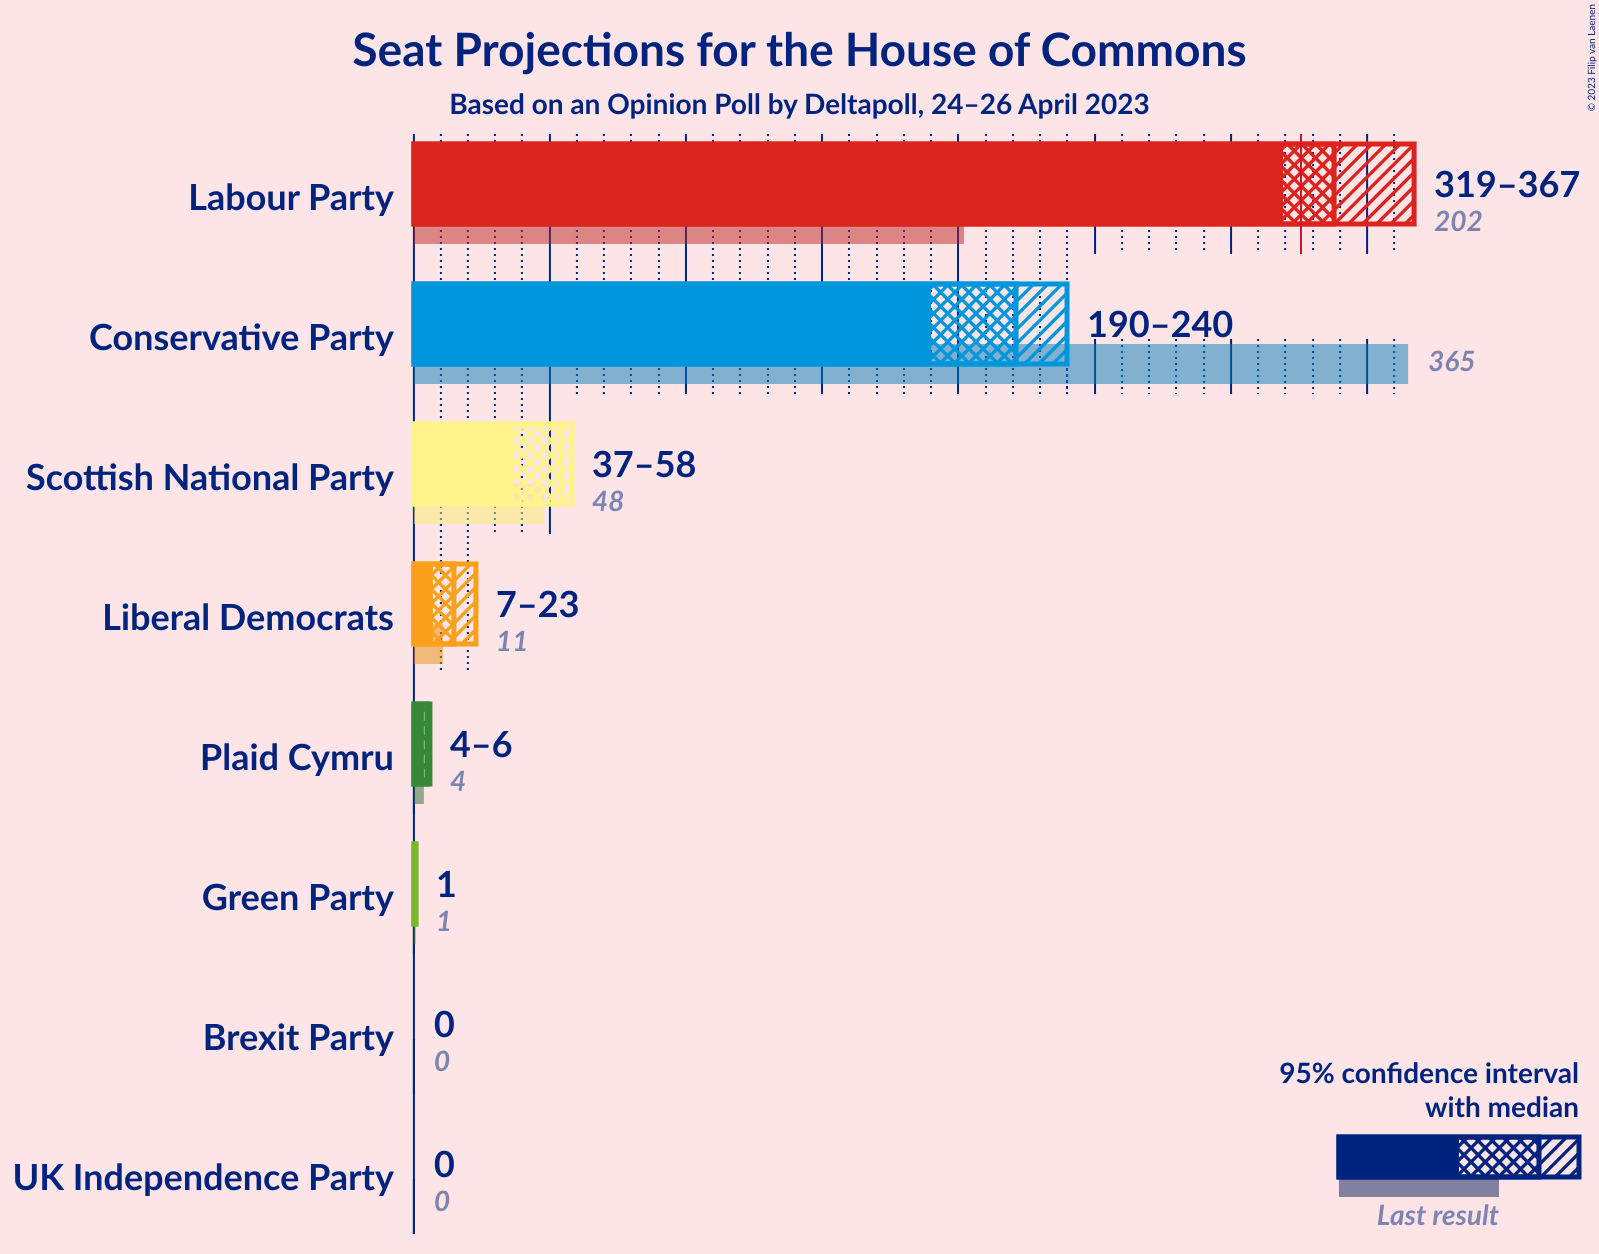 Seat Projections for the House of Commons
Based on an Opinion Poll by Deltapoll, 24–26 April 2023
© 2023 Filip van Laenen
Labour Party
319–367
202
Conservative Party
190–240
365
Scottish National Party
37–58
48
Liberal Democrats
7–23
11
Plaid Cymru
4–6
4
Green Party
1
1
Brexit Party
0
0
UK Independence Party
0
0
95% confidence interval
with median
Last result